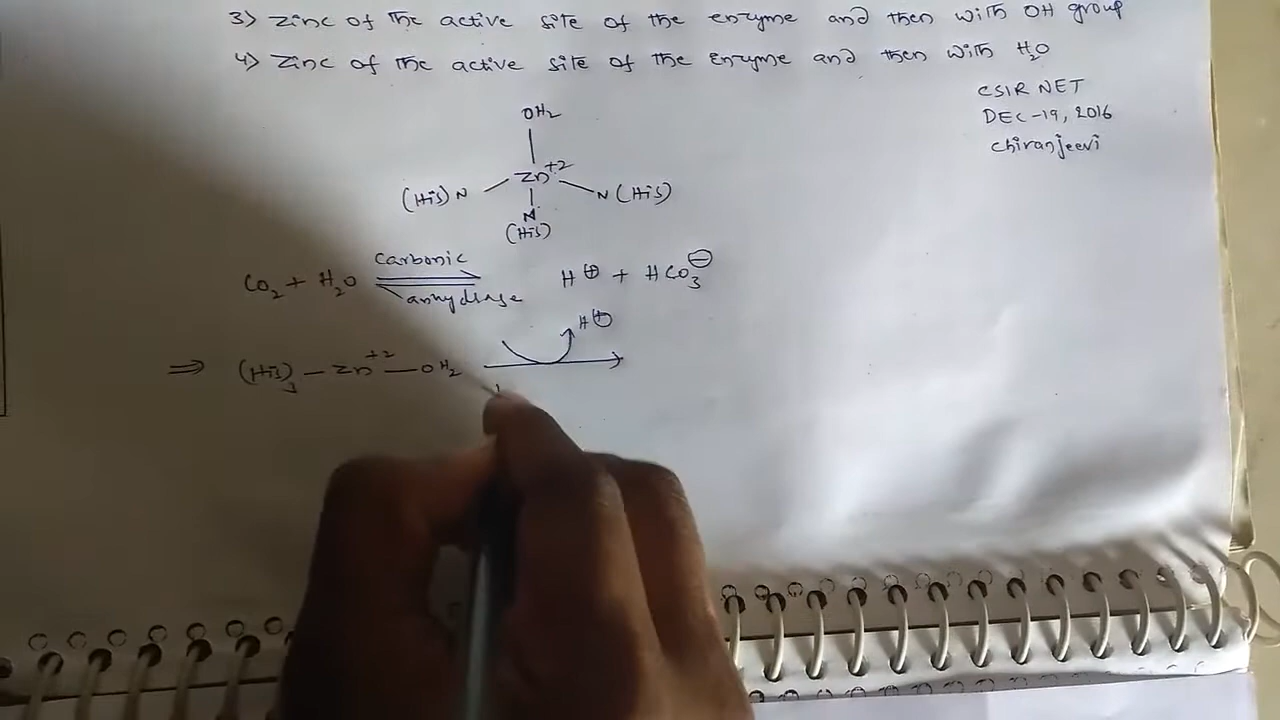 3) Zinc of the active site of the enzyme and then with OH group
4) Zinc of the active site of the enzyme and then with H₂O
CSIR NET
DEC-19, 2016
Chiranjeevi
OH₂
Zn⁺²
(His) N N (His)
N
(His)
CO₂ + H₂O carbonic anhydrase H⊕ + HCO₃⊖
H⊕
⇒ (His)₃ — Zn⁺² — OH₂ →